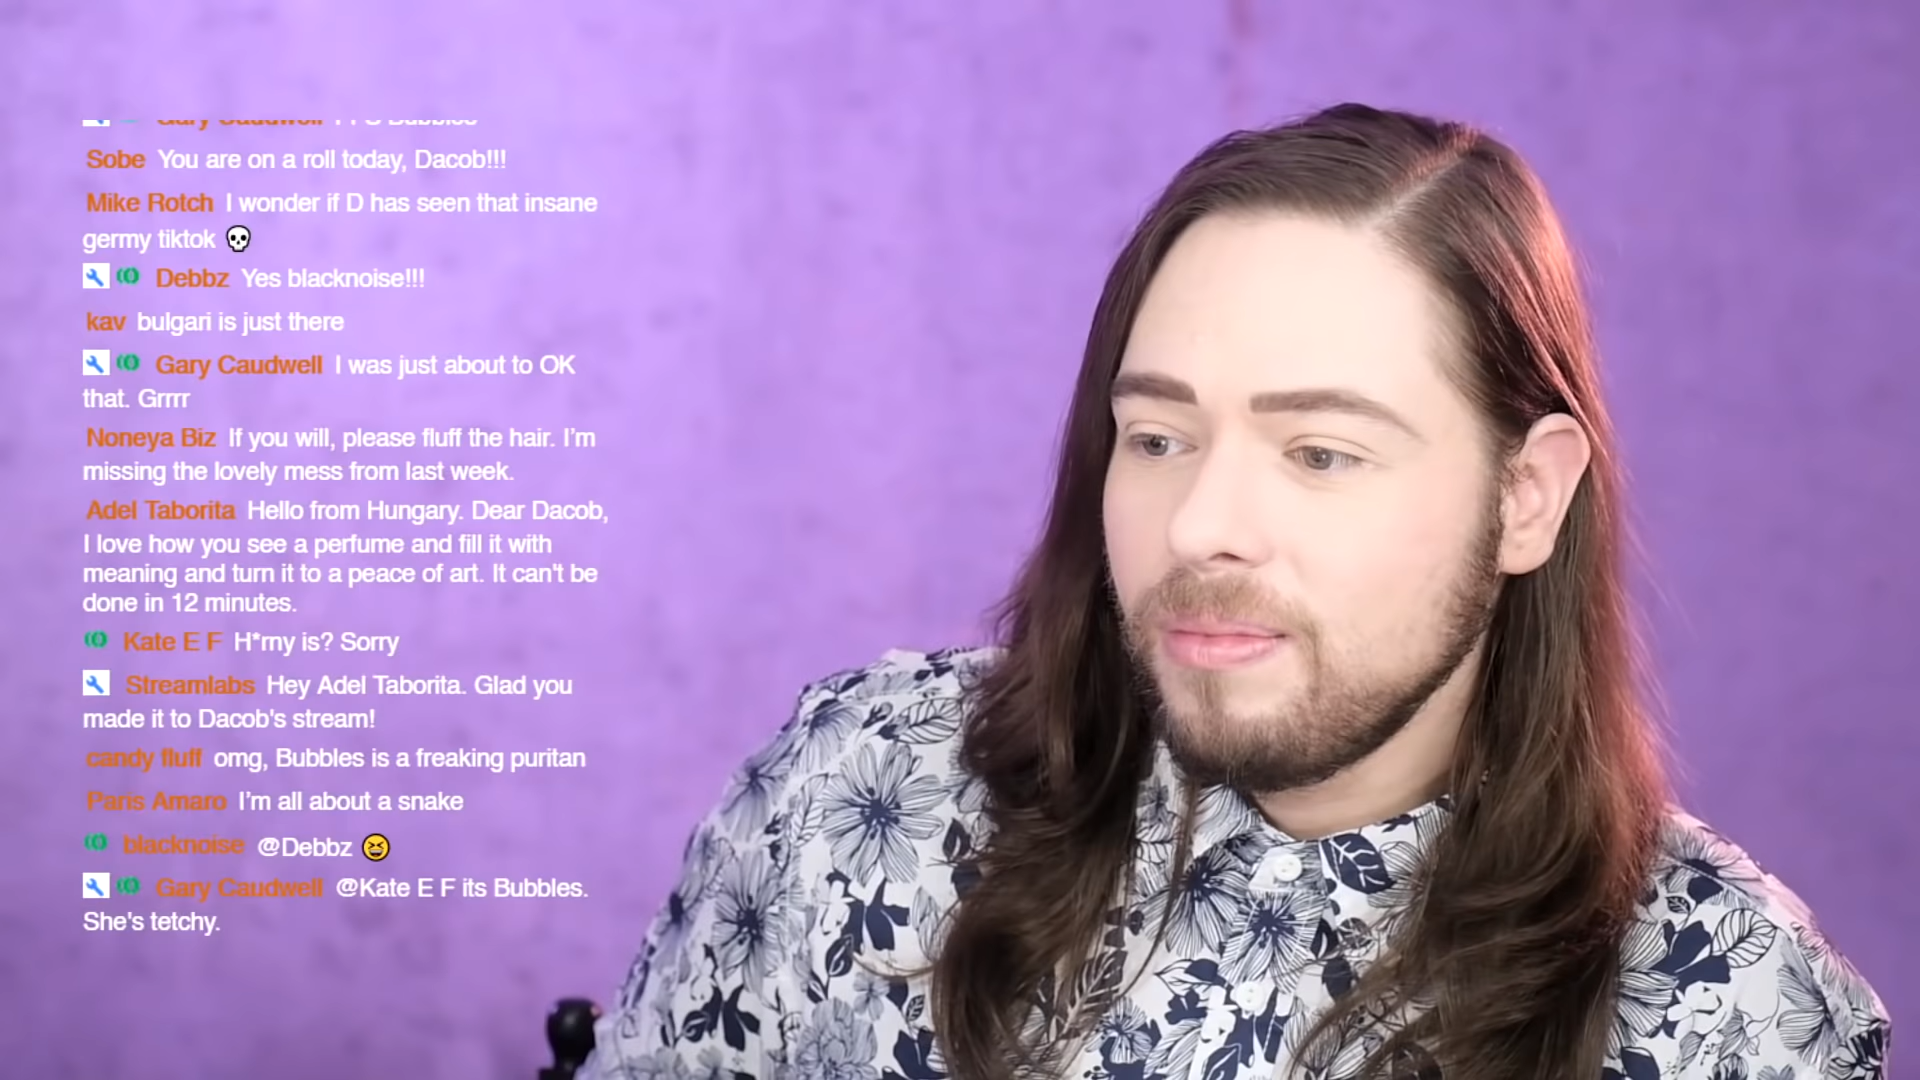 Gary Caudwell Bubbles
Sobe You are on a roll today, Dacob!!!
Mike Rotch I wonder if D has seen that insane
germy tiktok 💀
Debbz Yes blacknoise!!!
kav bulgari is just there
Gary Caudwell I was just about to OK
that. Grrrr
Noneya Biz If you will, please fluff the hair. I’m
missing the lovely mess from last week.
Adel Taborita Hello from Hungary. Dear Dacob,
I love how you see a perfume and fill it with
meaning and turn it to a peace of art. It can't be
done in 12 minutes.
Kate E F H*rny is? Sorry
Streamlabs Hey Adel Taborita. Glad you
made it to Dacob's stream!
candy fluff omg, Bubbles is a freaking puritan
Paris Amaro I’m all about a snake
blacknoise @Debbz 😆
Gary Caudwell @Kate E F its Bubbles.
She's tetchy.